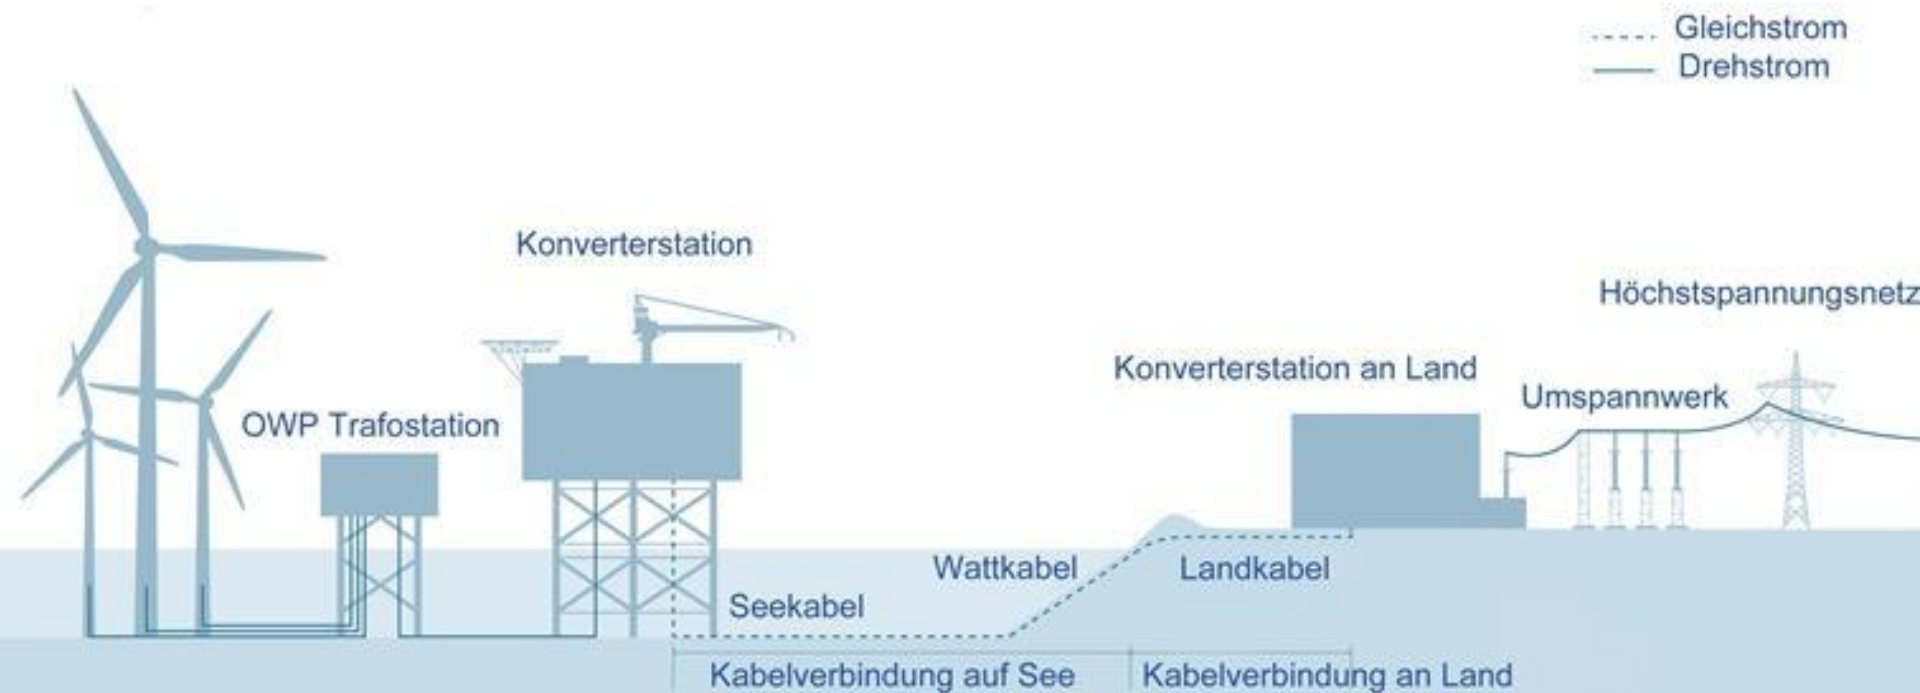 Gleichstrom
Drehstrom
Konverterstation
Höchstspannungsnetz
Konverterstation an Land
Umspannwerk
OWP Trafostation
Wattkabel
Landkabel
Seekabel
Kabelverbindung auf See
Kabelverbindung an Land